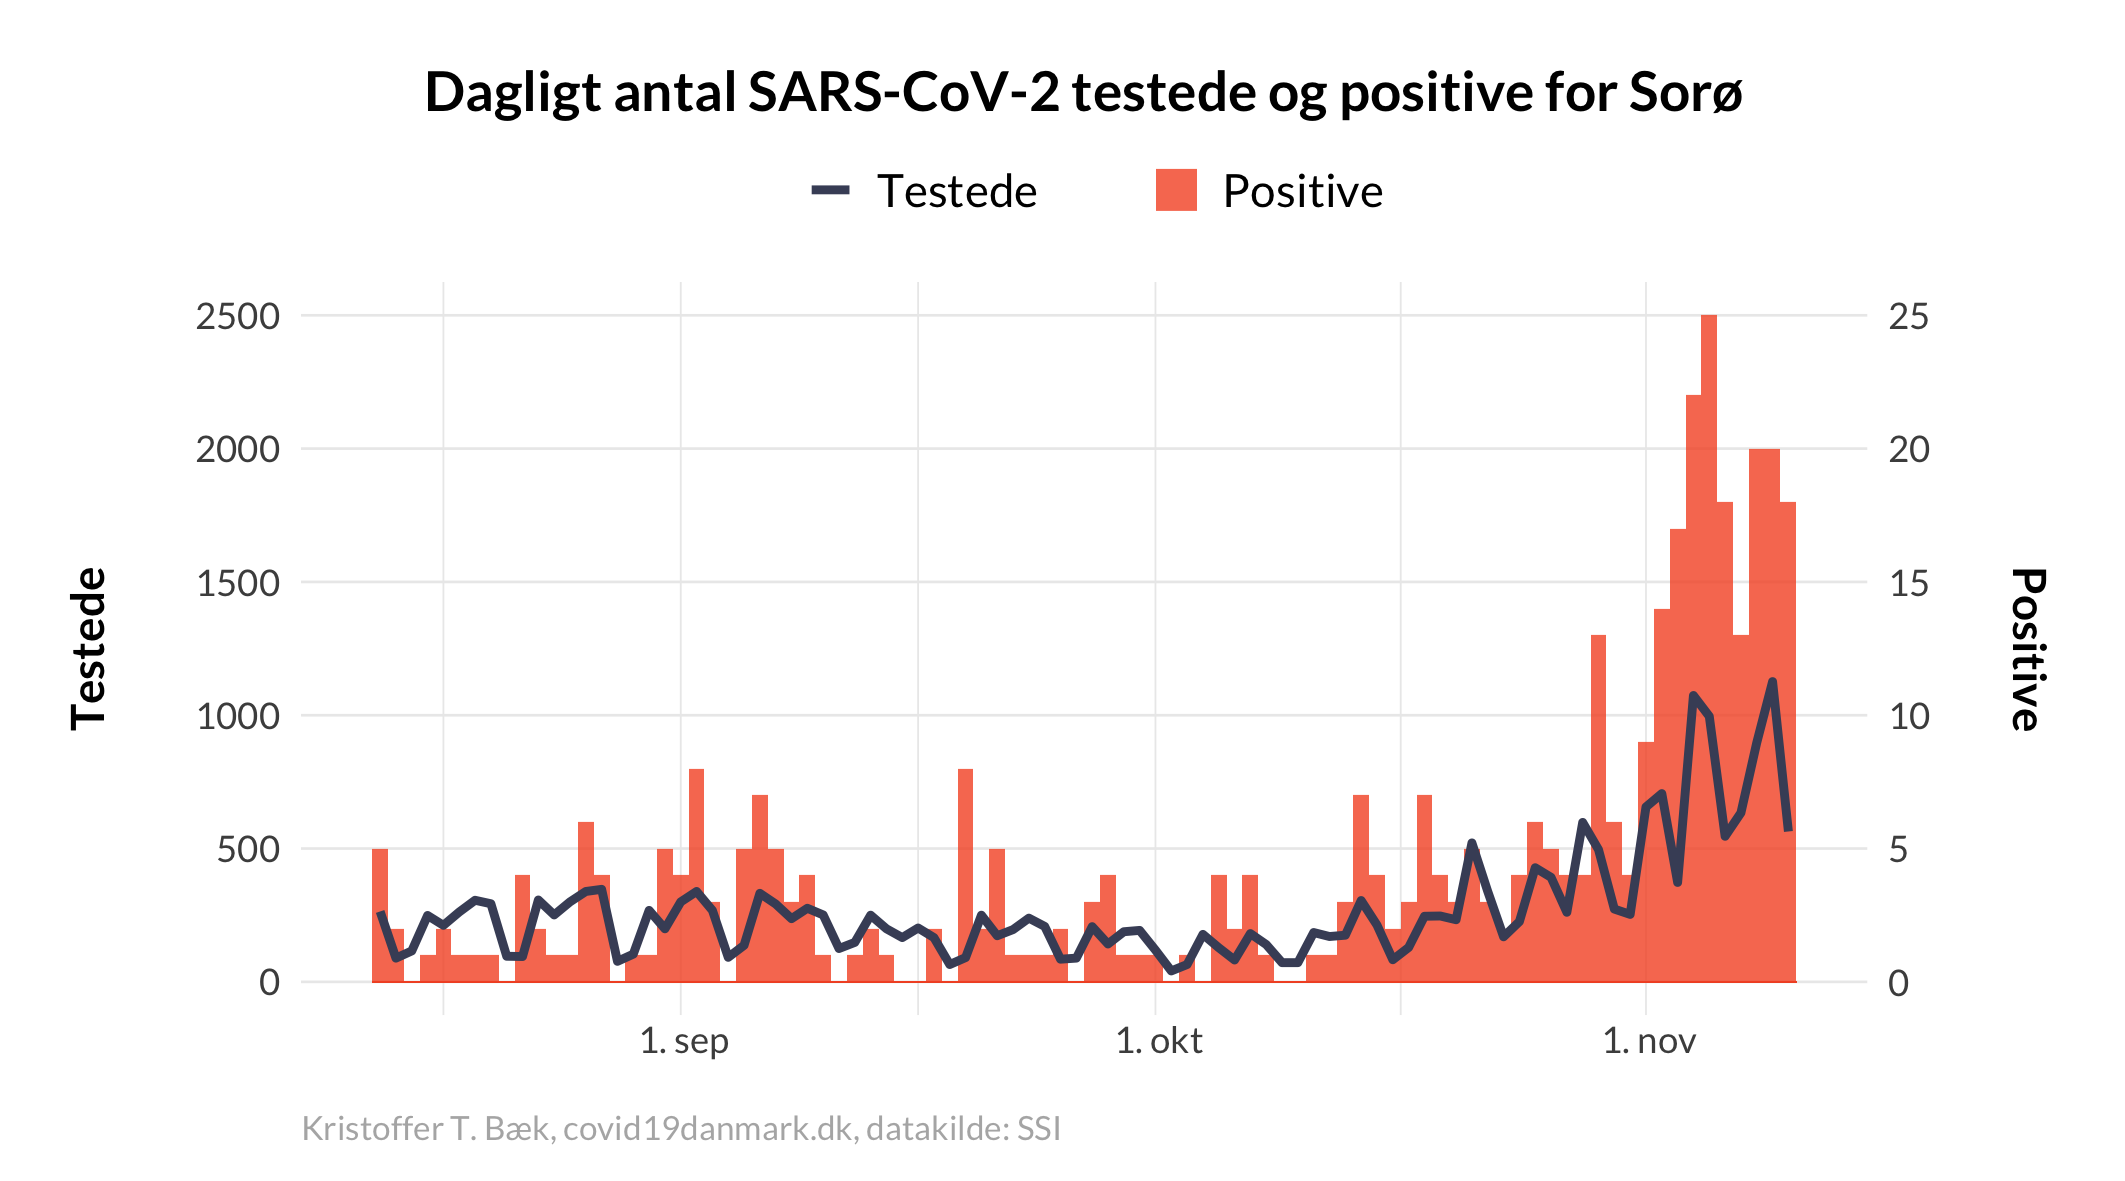 Dagligt antal SARS-CoV-2 testede og positive for Sorø
Testede
Positive
2500
2000
1500
1000
500
0
Testede
25
20
15
10
5
0
Positive
1. sep
1. okt
1. nov
Kristoffer T. Bæk, covid19danmark.dk, datakilde: SSI